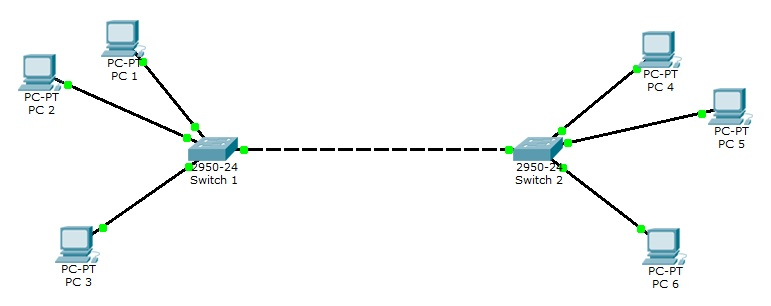 PC-PT
PC 1
PC-PT
PC 2
PC-PT
PC 3
2950-24
Switch 1
2950-24
Switch 2
PC-PT
PC 4
PC-PT
PC 5
PC-PT
PC 6